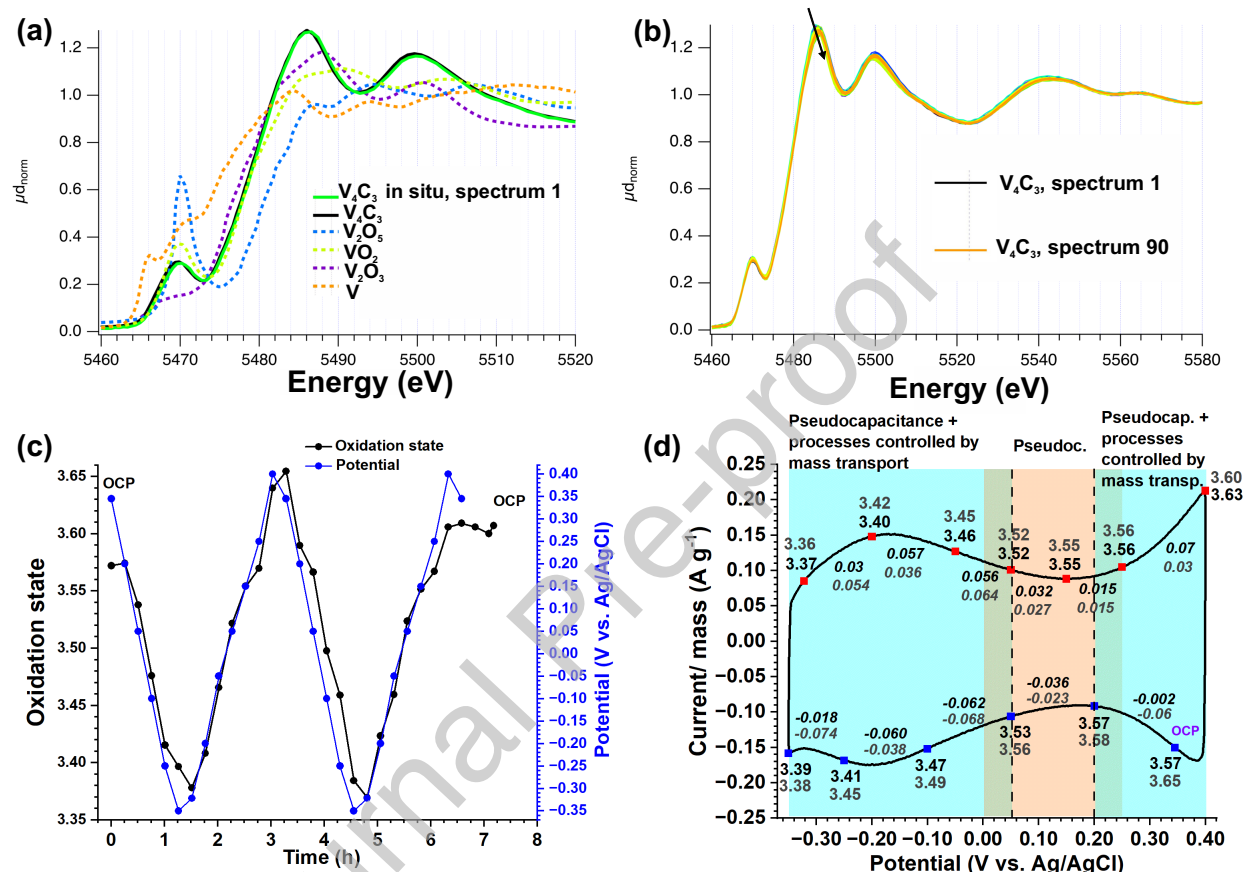 (a)
1.2
1.0
0.8
0.6
0.4
0.2
0.0
μd_norm
V₄C₃ in situ, spectrum 1
V₄C₃
V₂O₅
VO₂
V₂O₃
V
5460 5470 5480 5490 5500 5510 5520
Energy (eV)
(b)
1.2
1.0
0.8
0.6
0.4
0.2
0.0
μd_norm
V₄C₃, spectrum 1
V₄C₃, spectrum 90
5460 5480 5500 5520 5540 5560 5580
Energy (eV)
(c)
Oxidation state
Potential
OCP
OCP
3.65
3.60
3.55
3.50
3.45
3.40
3.35
Oxidation state
0.40
0.35
0.30
0.25
0.20
0.15
0.10
0.05
0.00
−0.05
−0.10
−0.15
−0.20
−0.25
−0.30
−0.35
Potential (V vs. Ag/AgCl)
0 1 2 3 4 5 6 7 8
Time (h)
(d)
Pseudocapacitance +
processes controlled by
mass transport
Pseudoc.
Pseudocap. +
processes
controlled by
mass transp.
0.25
0.20
0.15
0.10
0.05
0.00
−0.05
−0.10
−0.15
−0.20
−0.25
Current/ mass (A g⁻¹)
3.36
3.37
3.42
3.40
3.45
3.46
3.52
3.52
3.55
3.55
3.56
3.56
3.60
3.63
0.03
0.054
0.057
0.036
0.056
0.064
0.032
0.027
0.015
0.015
0.07
0.03
-0.018
-0.074
-0.060
-0.038
-0.062
-0.068
-0.036
-0.023
-0.002
-0.06
OCP
3.39
3.38
3.41
3.45
3.47
3.49
3.53
3.56
3.57
3.58
3.57
3.65
−0.30 −0.20 −0.10 0.00 0.10 0.20 0.30 0.40
Potential (V vs. Ag/AgCl)
urnal Pre-proof